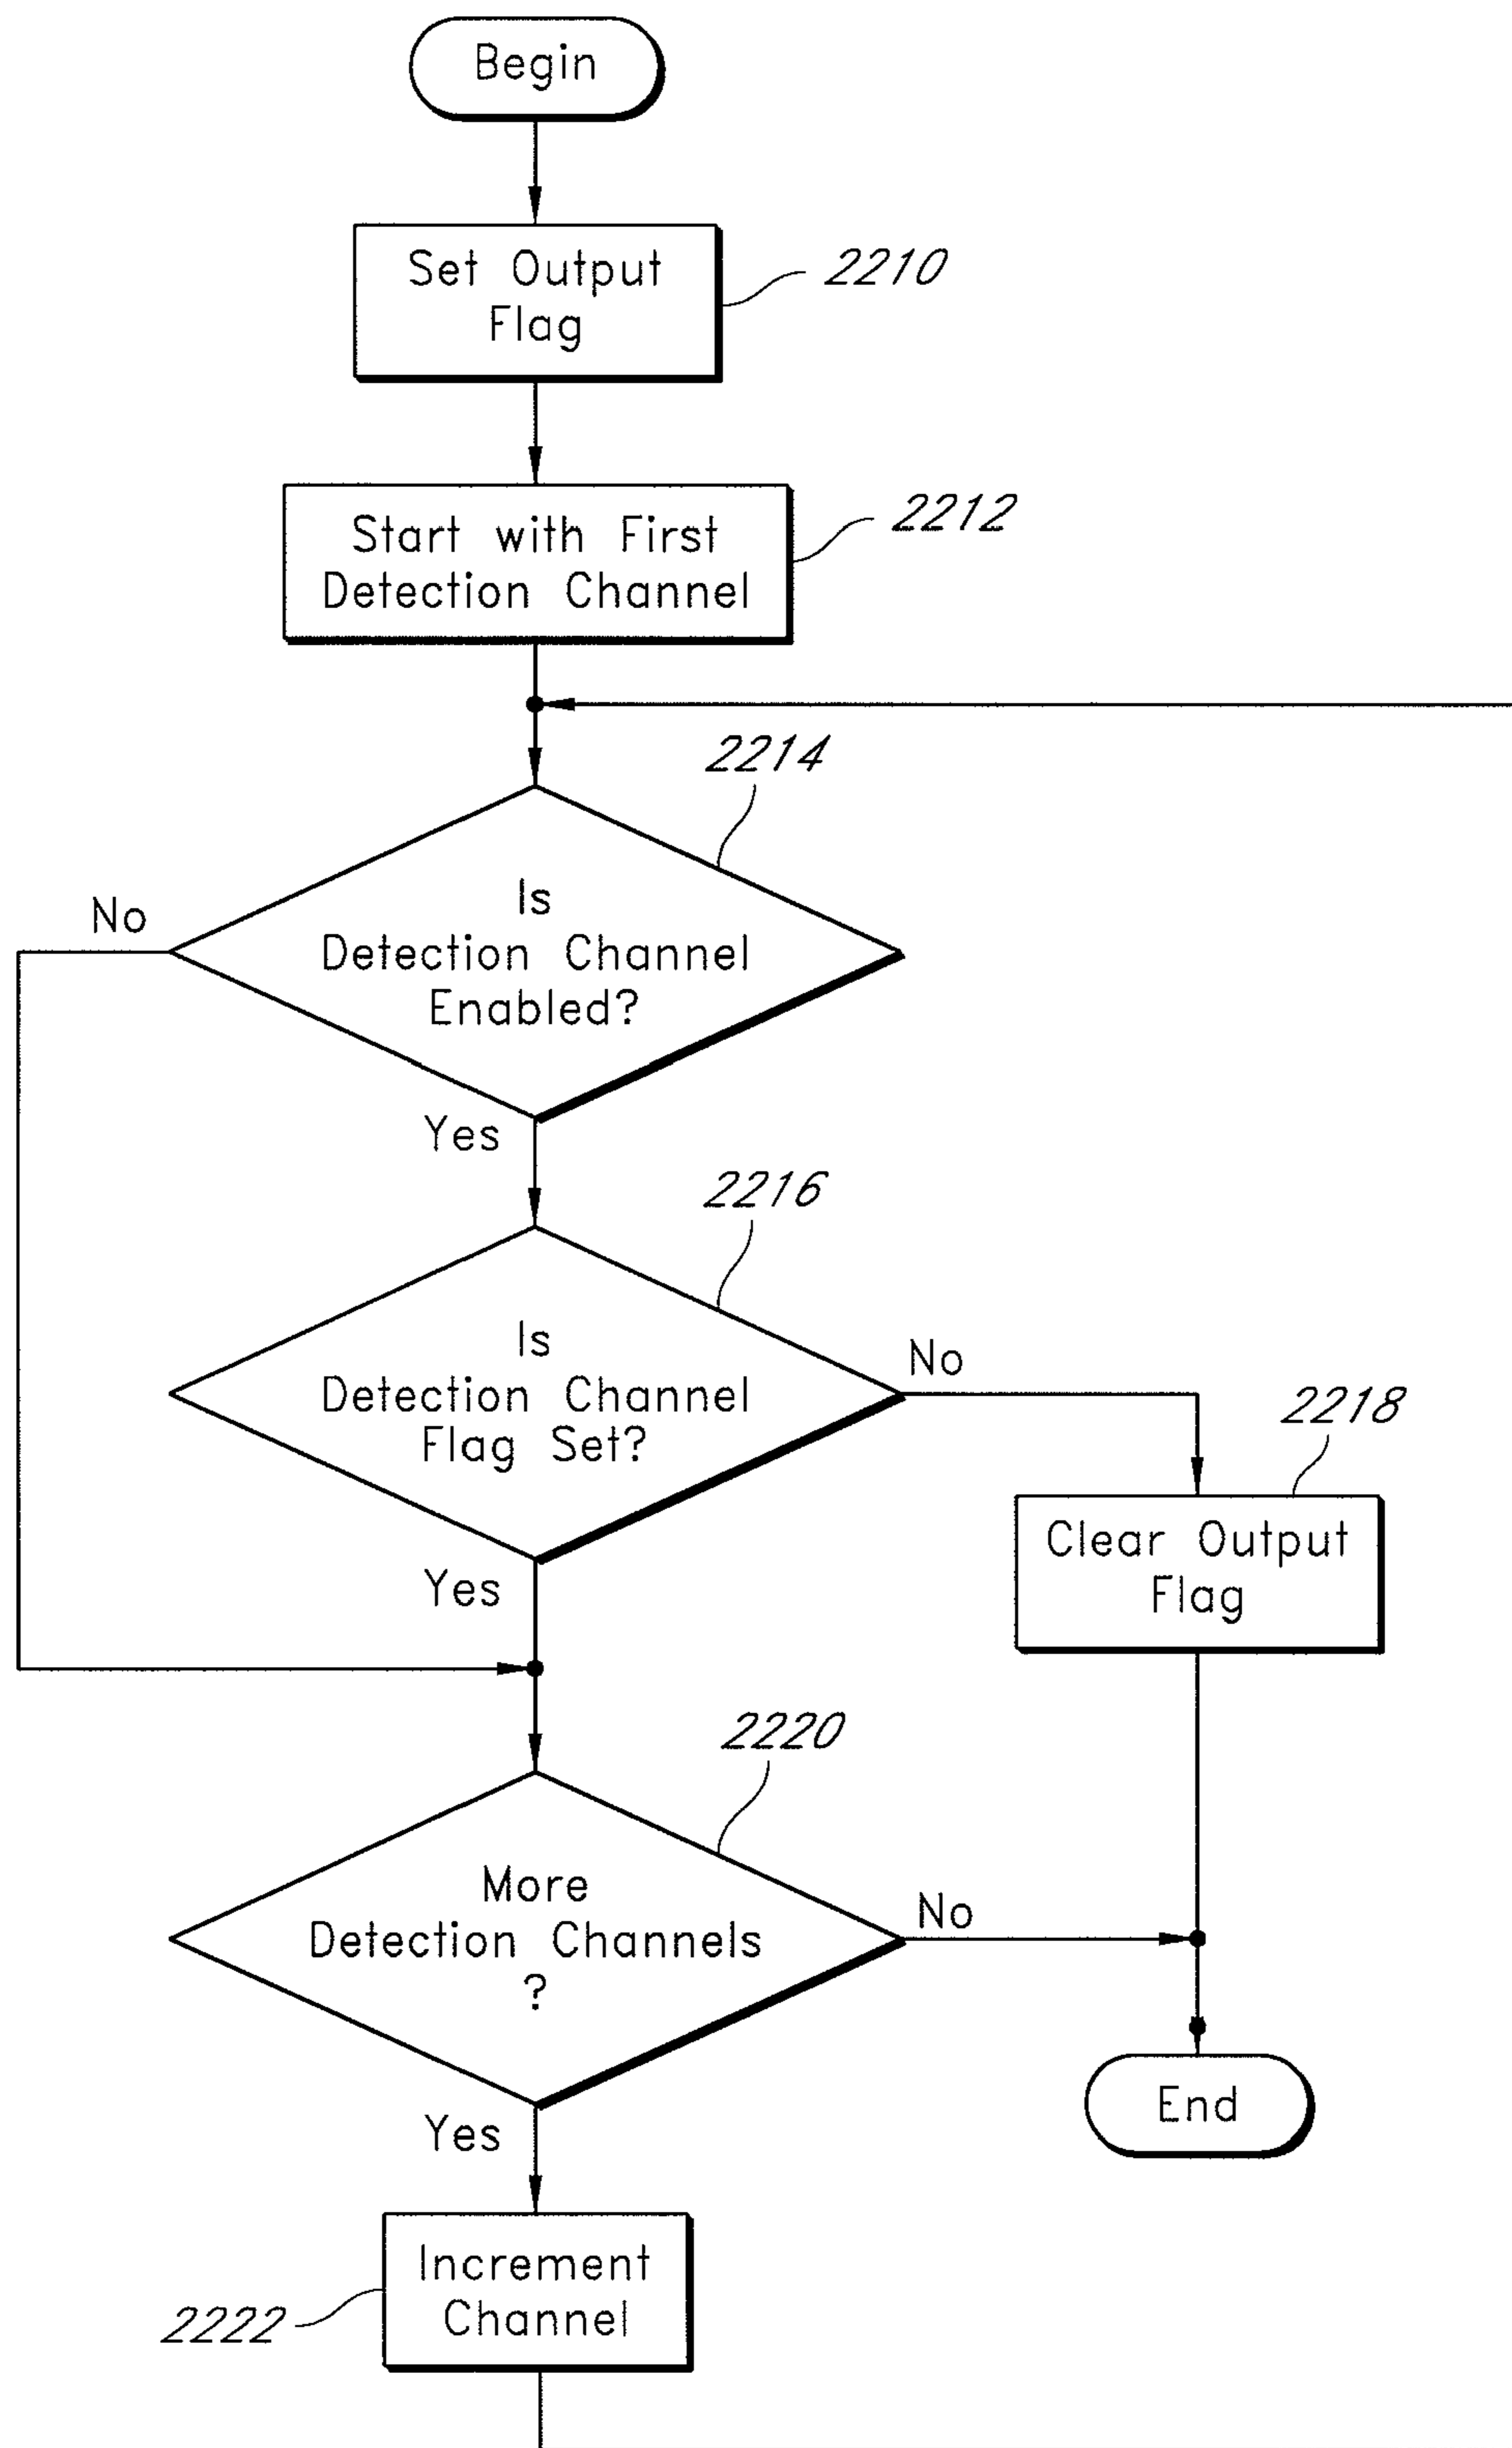 Begin
Set Output
Flag
2210
Start with First
Detection Channel
2212
2214
No
Is
Detection Channel
Enabled?
Yes
2216
Is
Detection Channel
Flag Set?
No
2218
Clear Output
Flag
Yes
2220
More
Detection Channels
?
No
End
Yes
Increment
Channel
2222